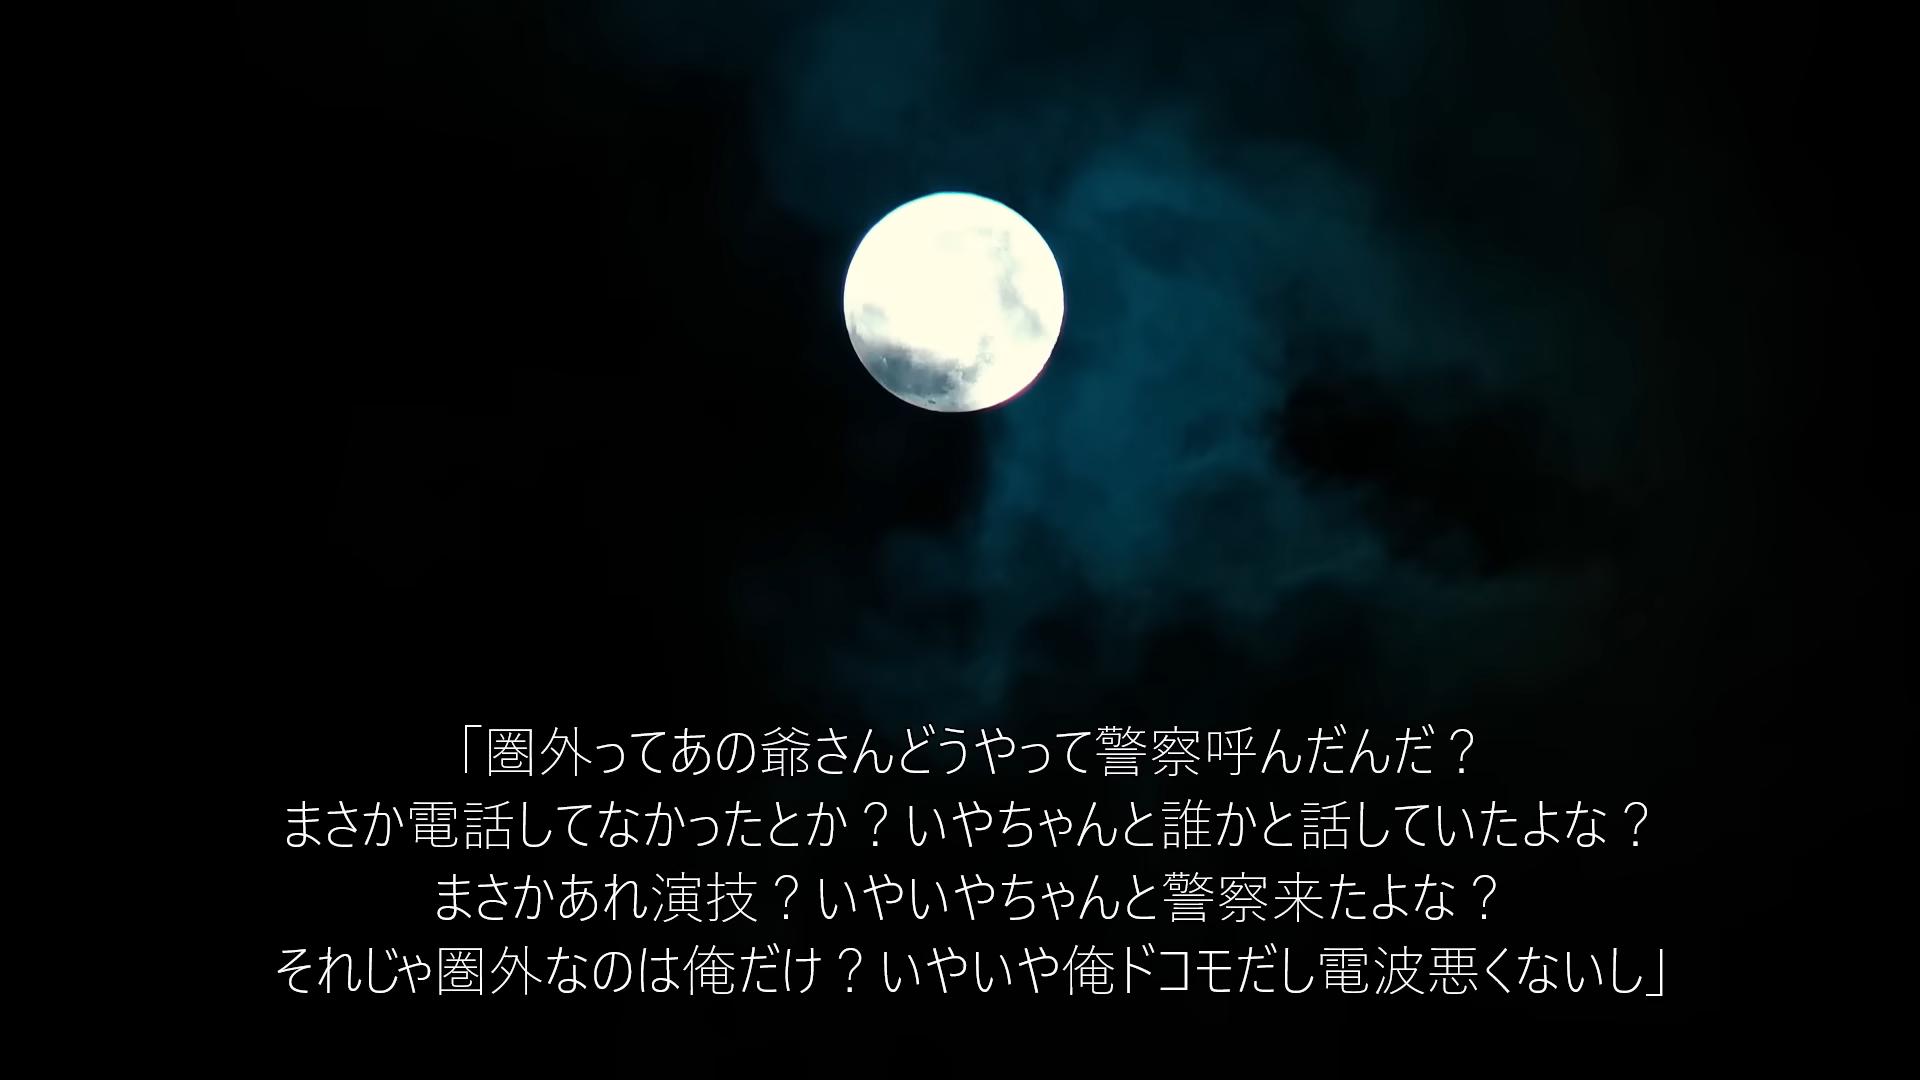 「圏外ってあの爺さんどうやって警察呼んだんだ？
まさか電話してなかったとか？いやちゃんと誰かと話していたよな？
まさかあれ演技？いやいやちゃんと警察来たよな？
それじゃ圏外なのは俺だけ？いやいや俺ドコモだし電波悪くないし」